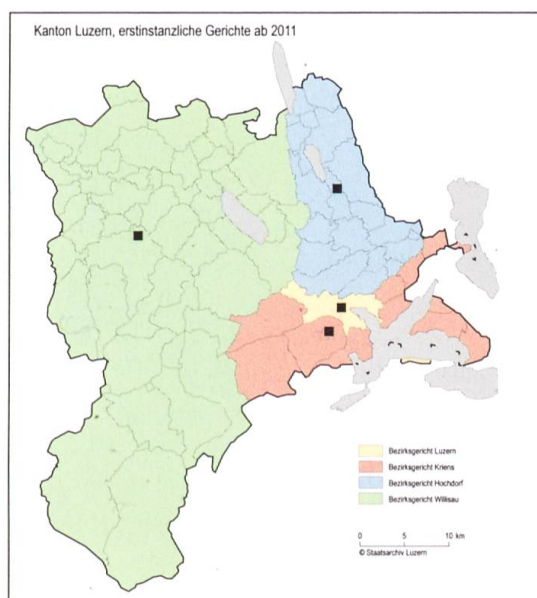 Kanton Luzern, erstinstanzliche Gerichte ab 2011
Bezirksgericht Luzern
Bezirksgericht Kriens
Bezirksgericht Hochdorf
Bezirksgericht Willisau
0 5 10 km
© Staatsarchiv Luzern